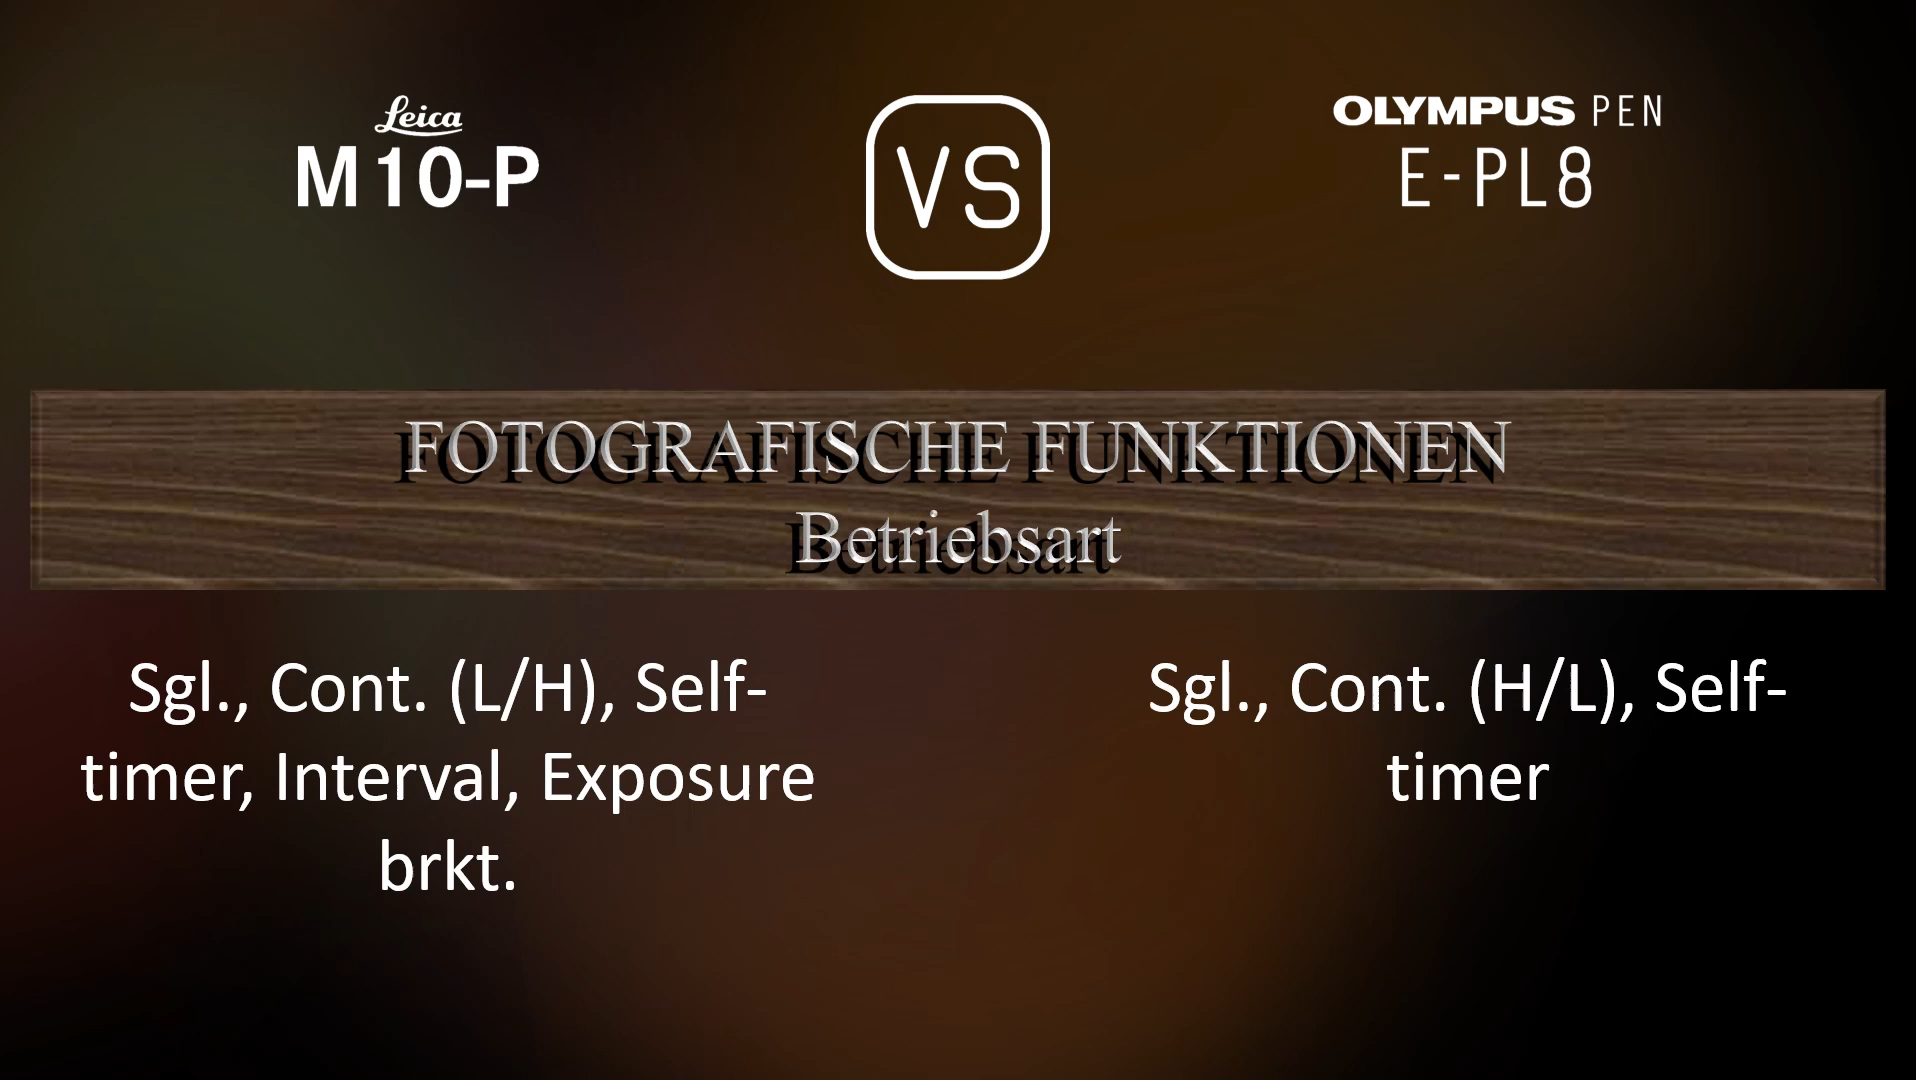 Leica
M10-P
VS
OLYMPUS PEN
E-PL8
FOTOGRAFISCHE FUNKTIONEN
Betriebsart
Sgl., Cont. (L/H), Self-
timer, Interval, Exposure
brkt.
Sgl., Cont. (H/L), Self-
timer